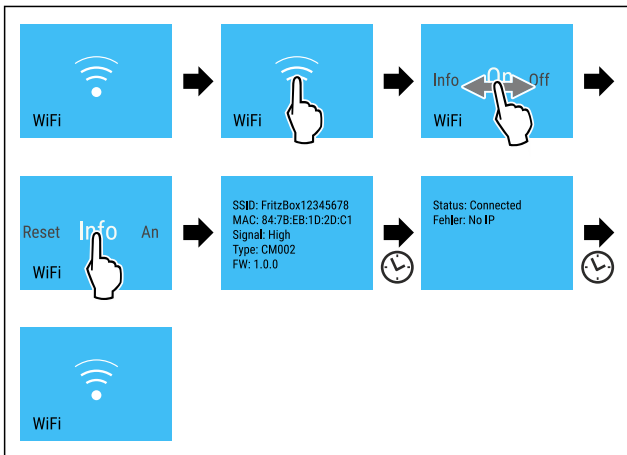 WiFi
WiFi
Info On Off
WiFi
Reset Info An
WiFi
SSID: FritzBox12345678
MAC: 84:7B:EB:1D:2D:C1
Signal: High
Type: CM002
FW: 1.0.0
Status: Connected
Fehler: No IP
WiFi